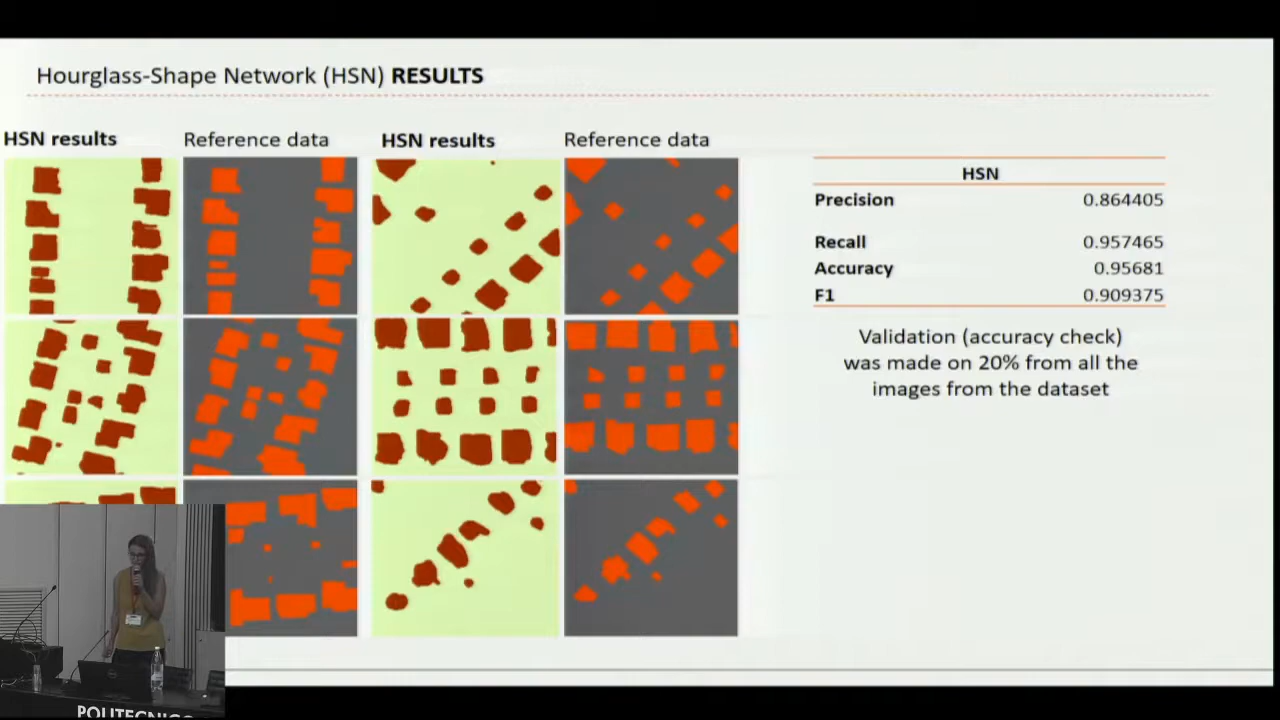 Hourglass-Shape Network (HSN) RESULTS
HSN results Reference data HSN results Reference data
HSN
Precision 0.864405
Recall 0.957465
Accuracy 0.95681
F1 0.909375
Validation (accuracy check)
was made on 20% from all the
images from the dataset
POLITECNICO